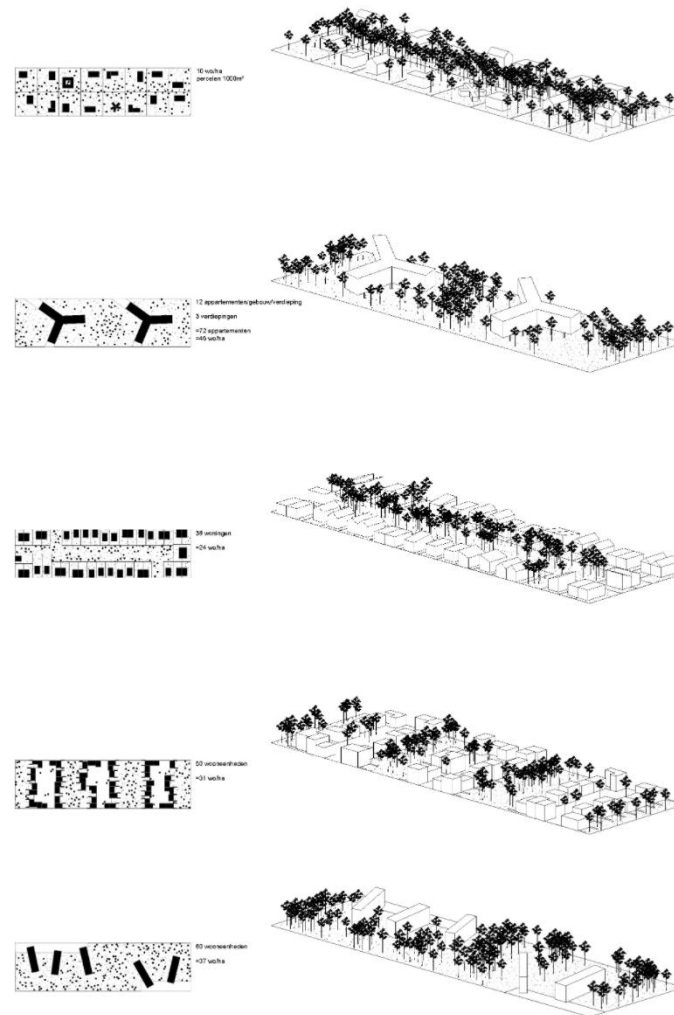 10 wo/ha
percelen 1000m²
12 appartementen/gebouw/verdieping
3 verdiepingen
=72 appartementen
=45 wo/ha
38 woningen
=24 wo/ha
50 wooneenheden
=31 wo/ha
60 wooneenheden
=37 wo/ha